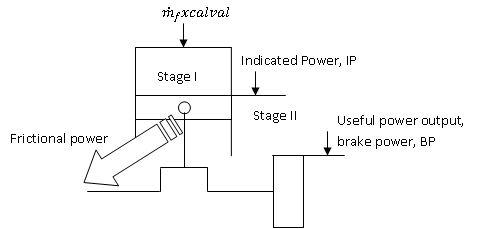 ṁ𝑓xcalval
Stage I
Indicated Power, IP
Stage II
Useful power output,
brake power, BP
Frictional power